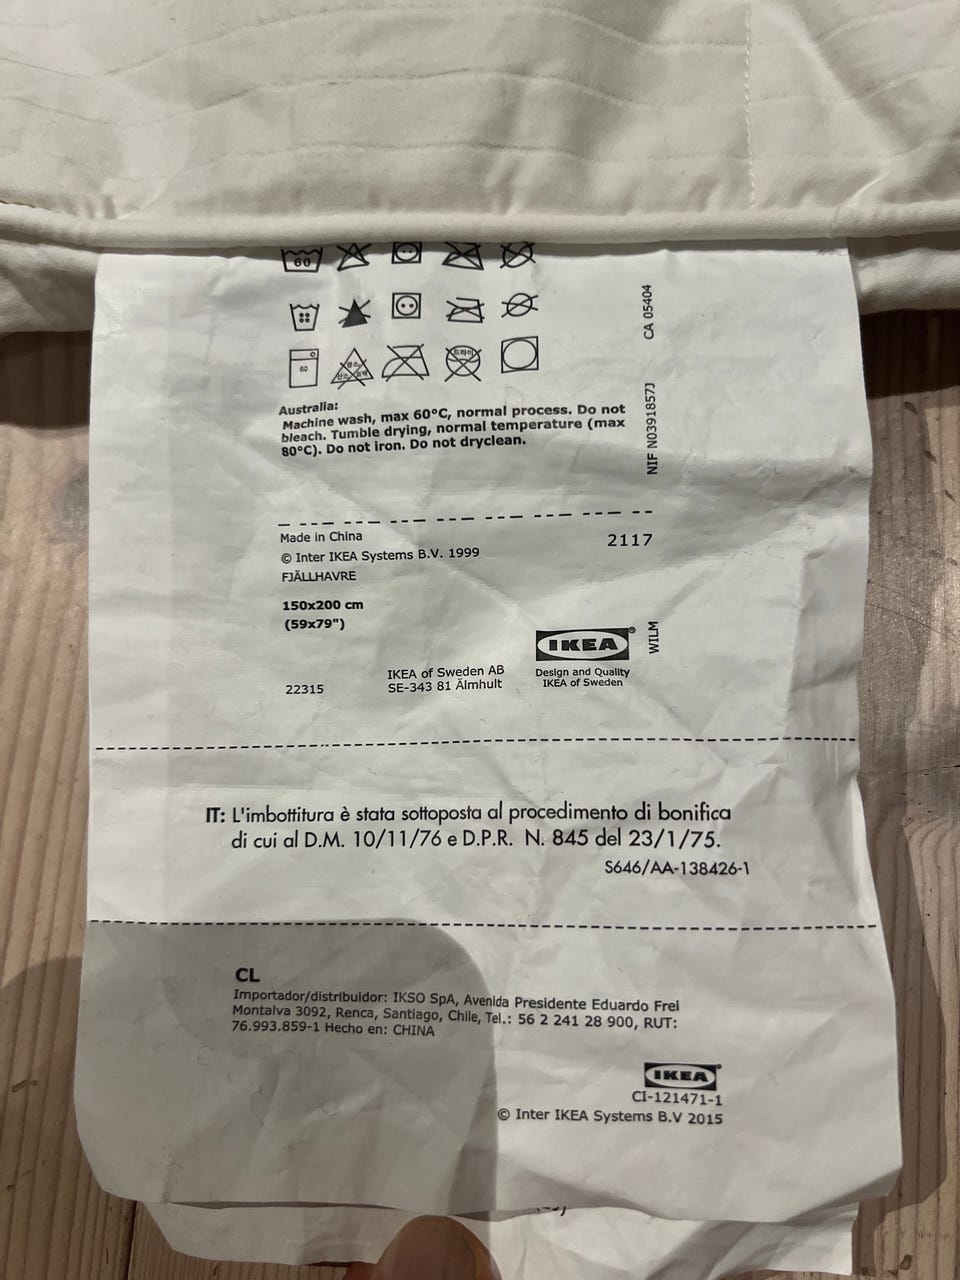 60
60
Australia:
Machine wash, max 60°C, normal process. Do not
bleach. Tumble drying, normal temperature (max
80°C). Do not iron. Do not dryclean.
CA 05404
NIF N0391857J
Made in China
2117
© Inter IKEA Systems B.V. 1999
FJÄLLHAVRE
150x200 cm
(59x79")
IKEA®
WILM
Design and Quality
IKEA of Sweden
IKEA of Sweden AB
SE-343 81 Älmhult
22315
IT: L'imbottitura è stata sottoposta al procedimento di bonifica
di cui al D.M. 10/11/76 e D.P.R. N. 845 del 23/1/75.
S646/AA-138426-1
CL
Importador/distribuidor: IKSO SpA, Avenida Presidente Eduardo Frei
Montalva 3092, Renca, Santiago, Chile, Tel.: 56 2 241 28 900, RUT:
76.993.859-1 Hecho en: CHINA
IKEA®
CI-121471-1
© Inter IKEA Systems B.V 2015